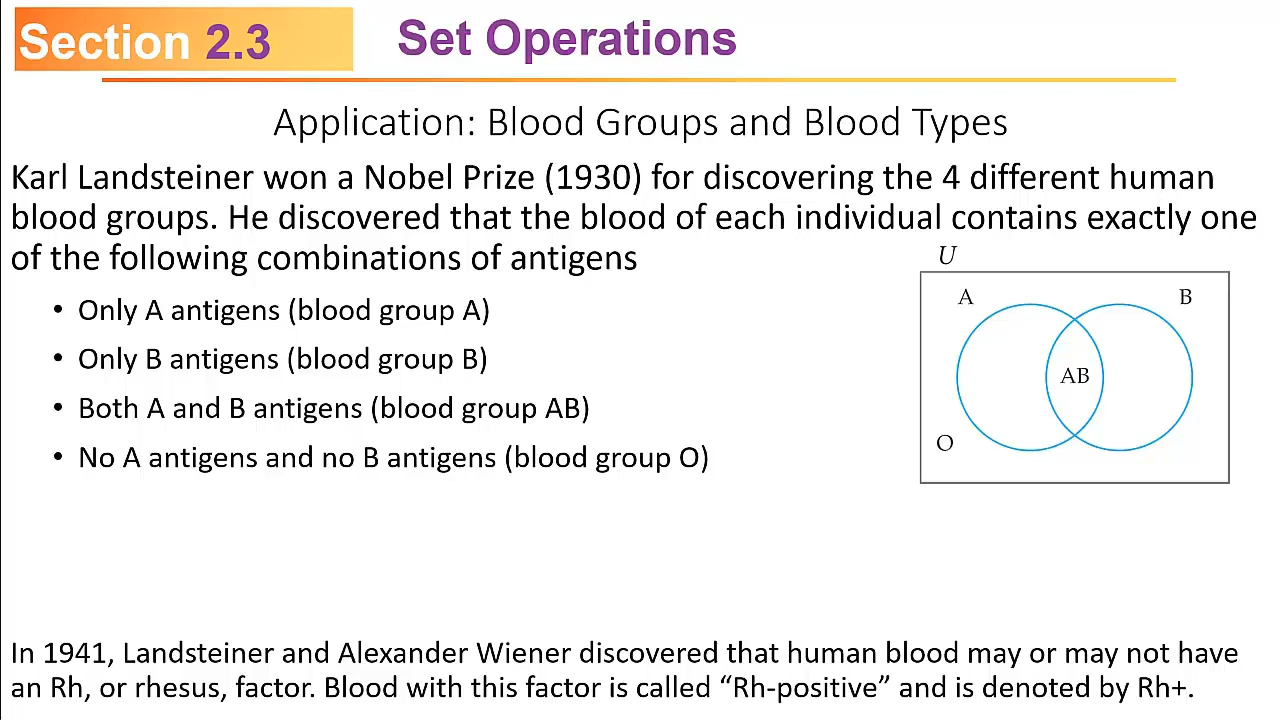 Section 2.3 Set Operations
Application: Blood Groups and Blood Types
Karl Landsteiner won a Nobel Prize (1930) for discovering the 4 different human
blood groups. He discovered that the blood of each individual contains exactly one
of the following combinations of antigens
• Only A antigens (blood group A)
• Only B antigens (blood group B)
• Both A and B antigens (blood group AB)
• No A antigens and no B antigens (blood group O)
U
A B
AB
O
In 1941, Landsteiner and Alexander Wiener discovered that human blood may or may not have
an Rh, or rhesus, factor. Blood with this factor is called “Rh-positive” and is denoted by Rh+.